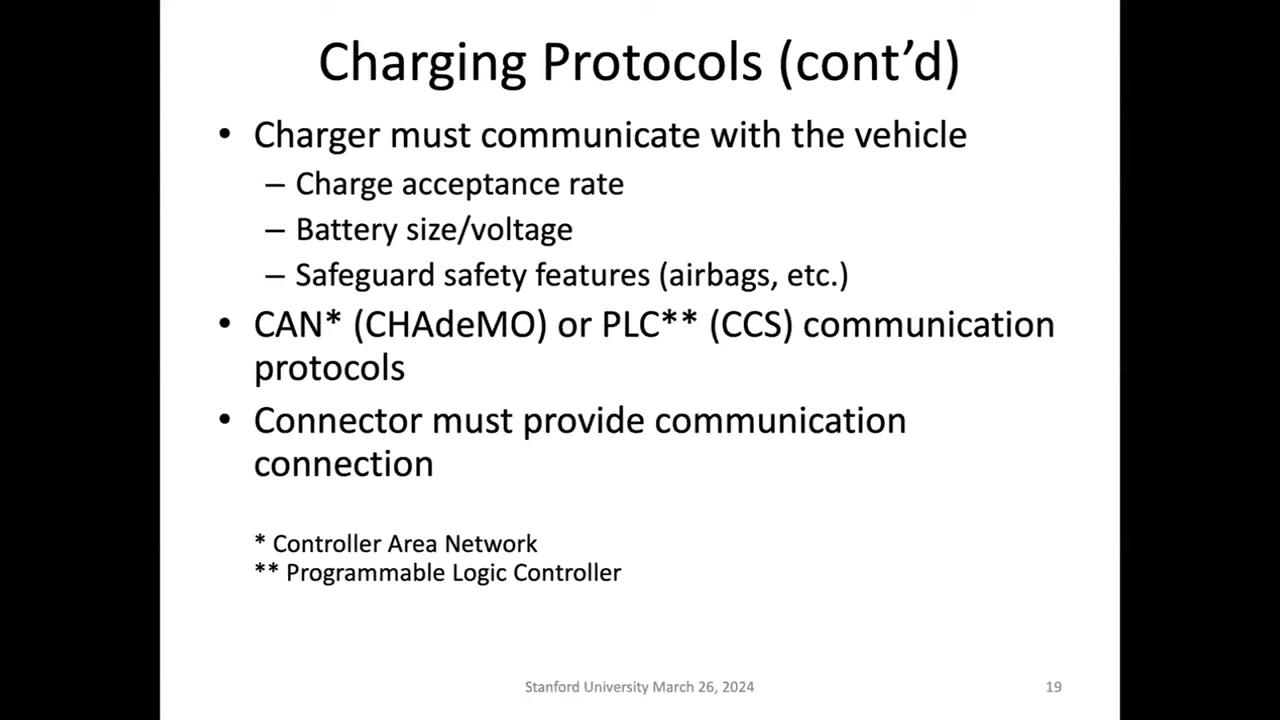 Charging Protocols (cont’d)
• Charger must communicate with the vehicle
– Charge acceptance rate
– Battery size/voltage
– Safeguard safety features (airbags, etc.)
• CAN* (CHAdeMO) or PLC** (CCS) communication
protocols
• Connector must provide communication
connection
* Controller Area Network
** Programmable Logic Controller
Stanford University March 26, 2024
19